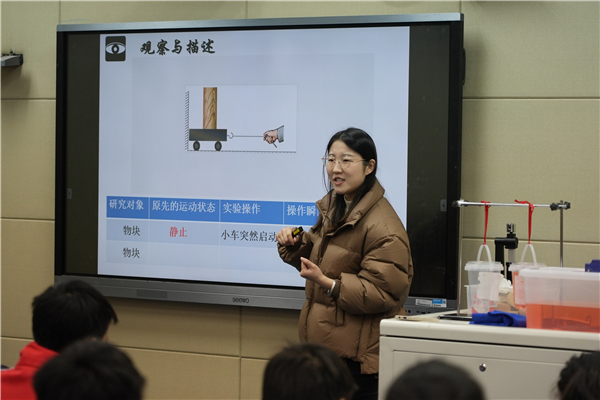 观察与描述
研究对象 原先的运动状态 实验操作 操作瞬
物块 静止 小车突然启动
物块
seewo